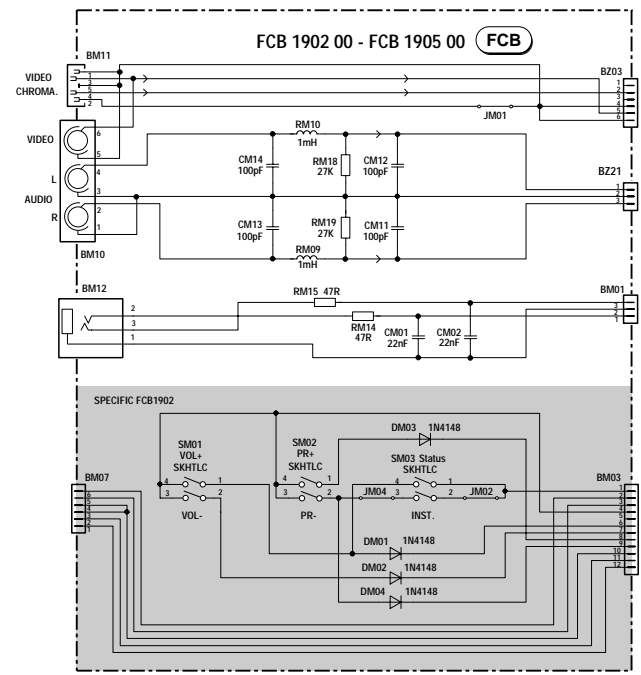 FCB 1902 00 - FCB 1905 00 FCB
BM11
VIDEO
CHROMA.
1
3
5
4
2
BZ03
1
2
3
4
5
6
JM01
VIDEO
L
AUDIO
R
6
5
4
3
2
1
BM10
RM10
1mH
CM14
100pF
RM18
27K
CM12
100pF
CM13
100pF
RM19
27K
CM11
100pF
RM09
1mH
BZ21
1
2
3
BM12
2
3
1
RM15 47R
RM14
47R
CM01
22nF
CM02
22nF
BM01
3
2
1
SPECIFIC FCB1902
DM03 1N4148
SM01
VOL+
SKHTLC
4 1
3 2
VOL-
SM02
PR+
SKHTLC
4 1
3 2
PR-
SM03 Status
SKHTLC
4 1
JM04 3 2 JM02
INST.
DM01 1N4148
DM02 1N4148
DM04 1N4148
BM07
6
5
4
3
2
1
BM03
1
2
3
4
5
6
7
8
9
10
11
12